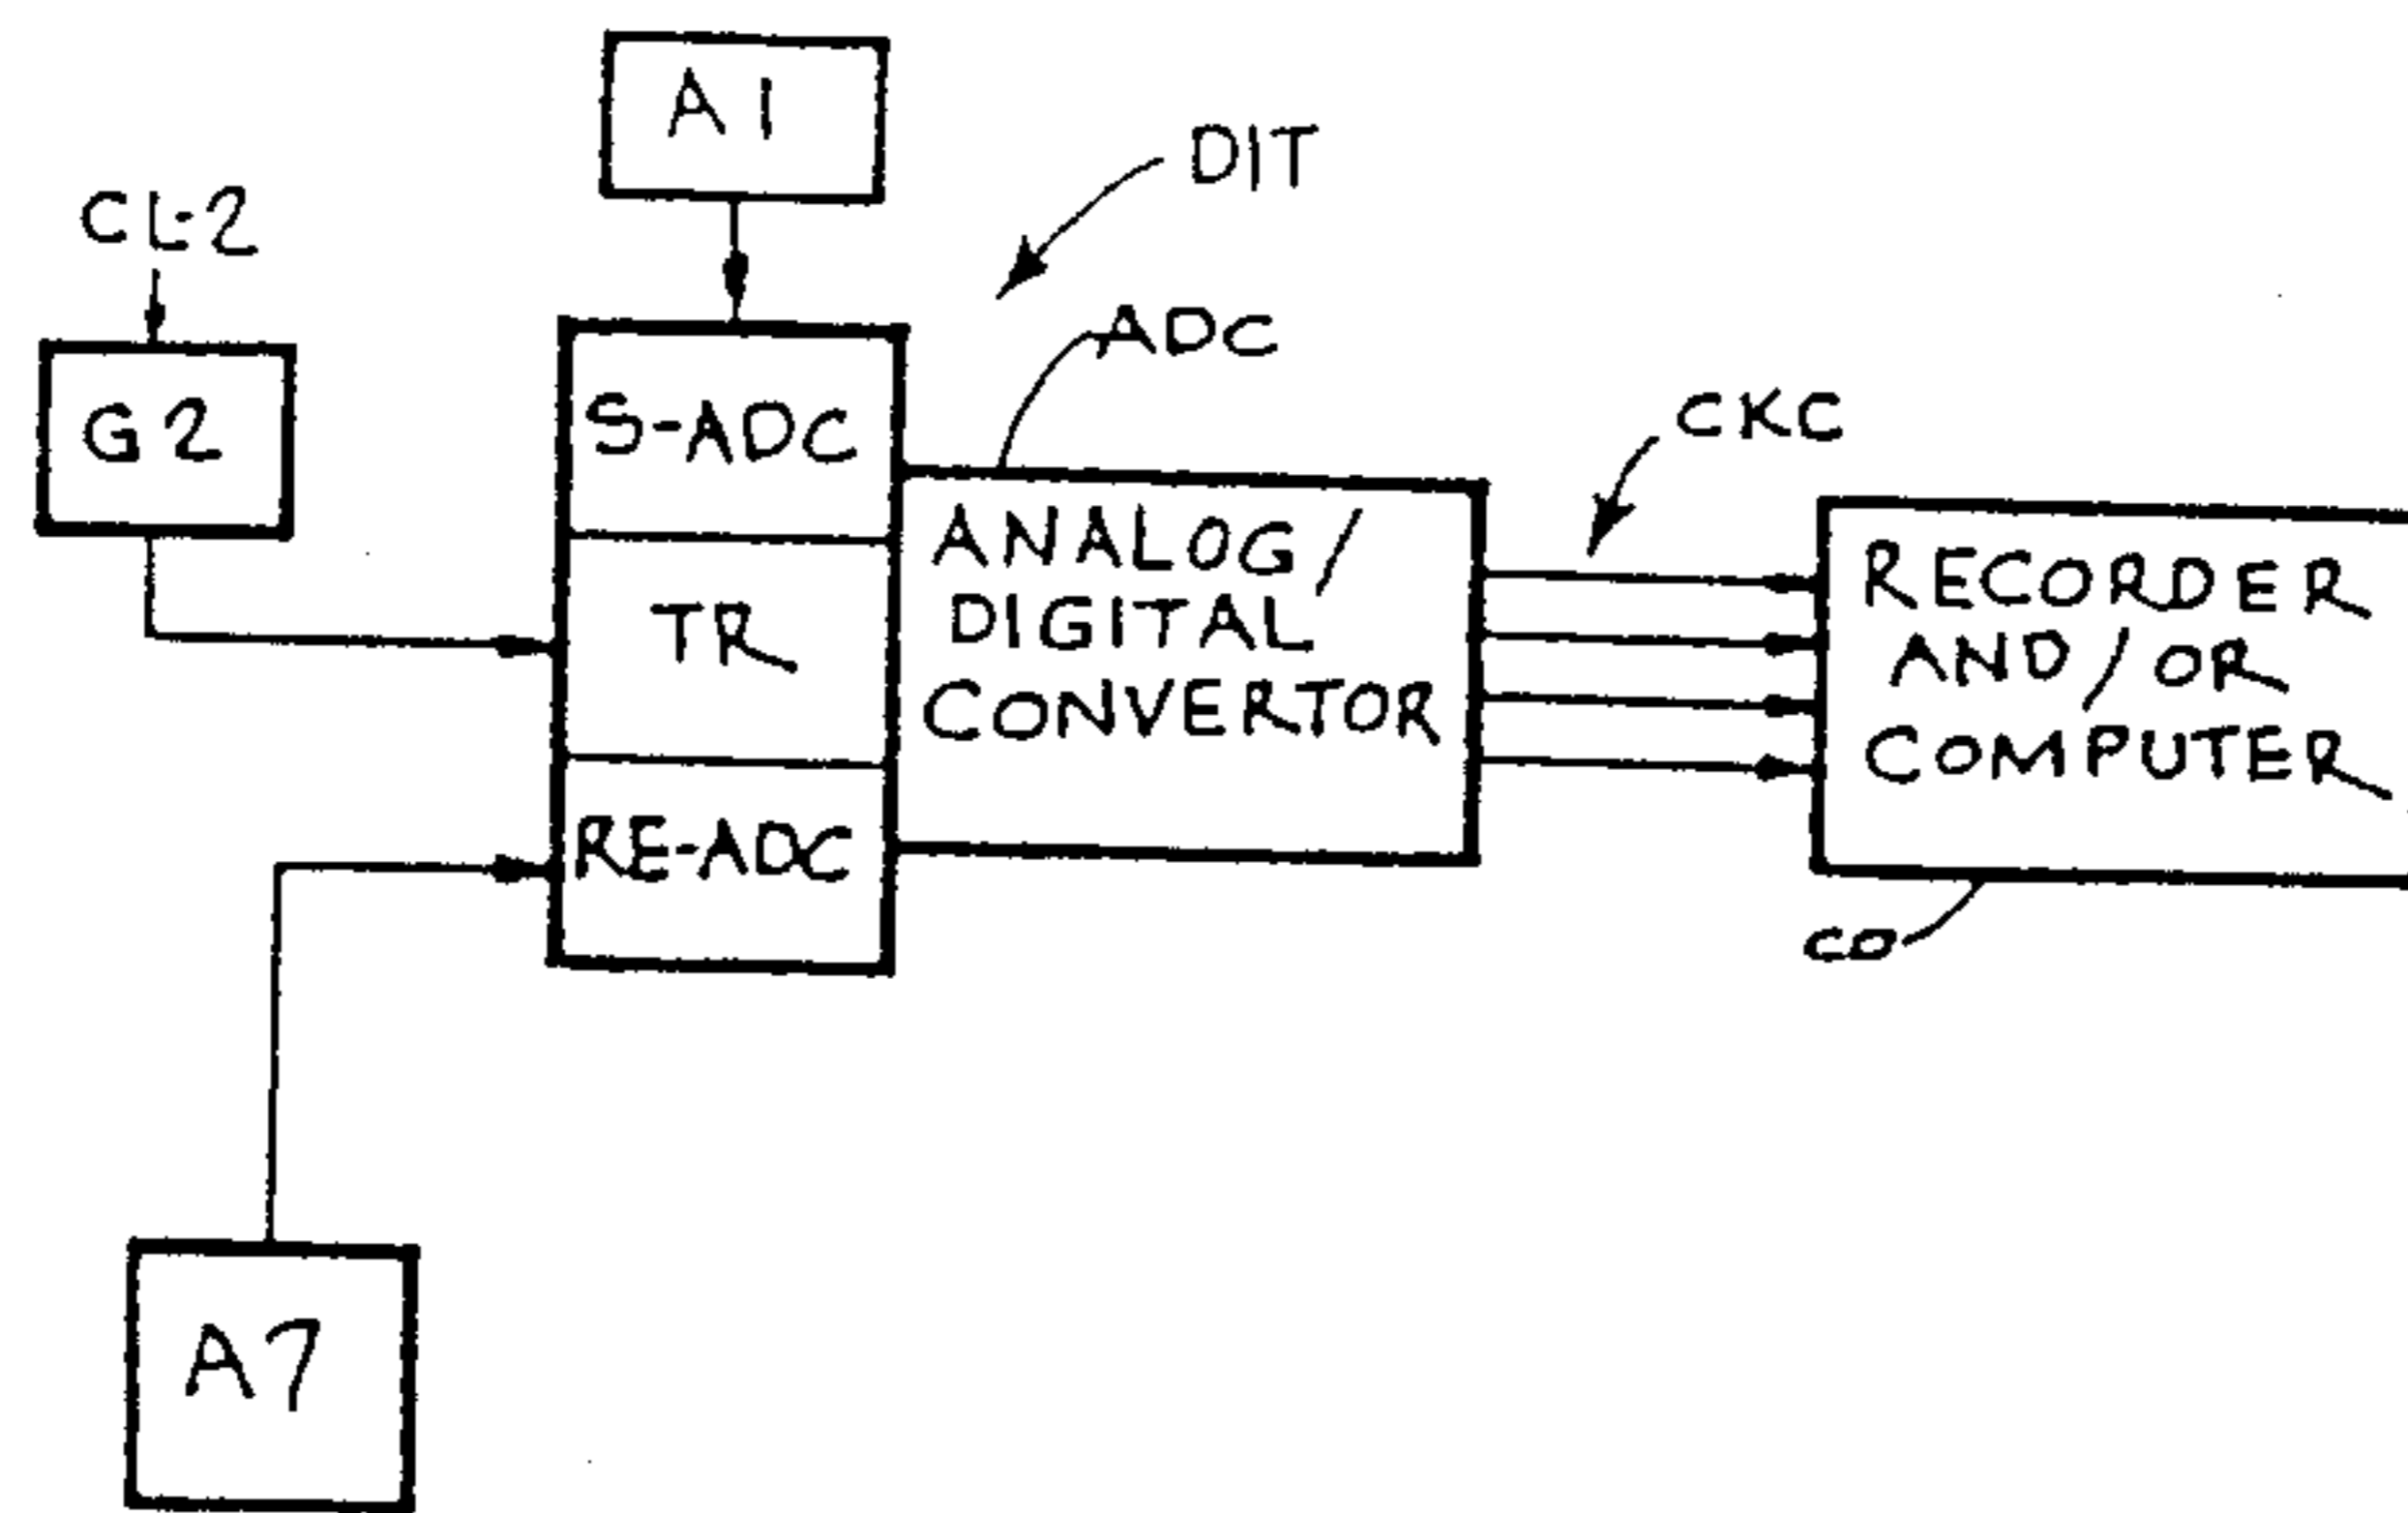 A1
DIT
CL-2
ADC
G2
S-ADC
CKC
ANALOG/
DIGITAL
CONVERTOR
TR
RE-ADC
RECORDER
AND/OR
COMPUTER
CO
A7